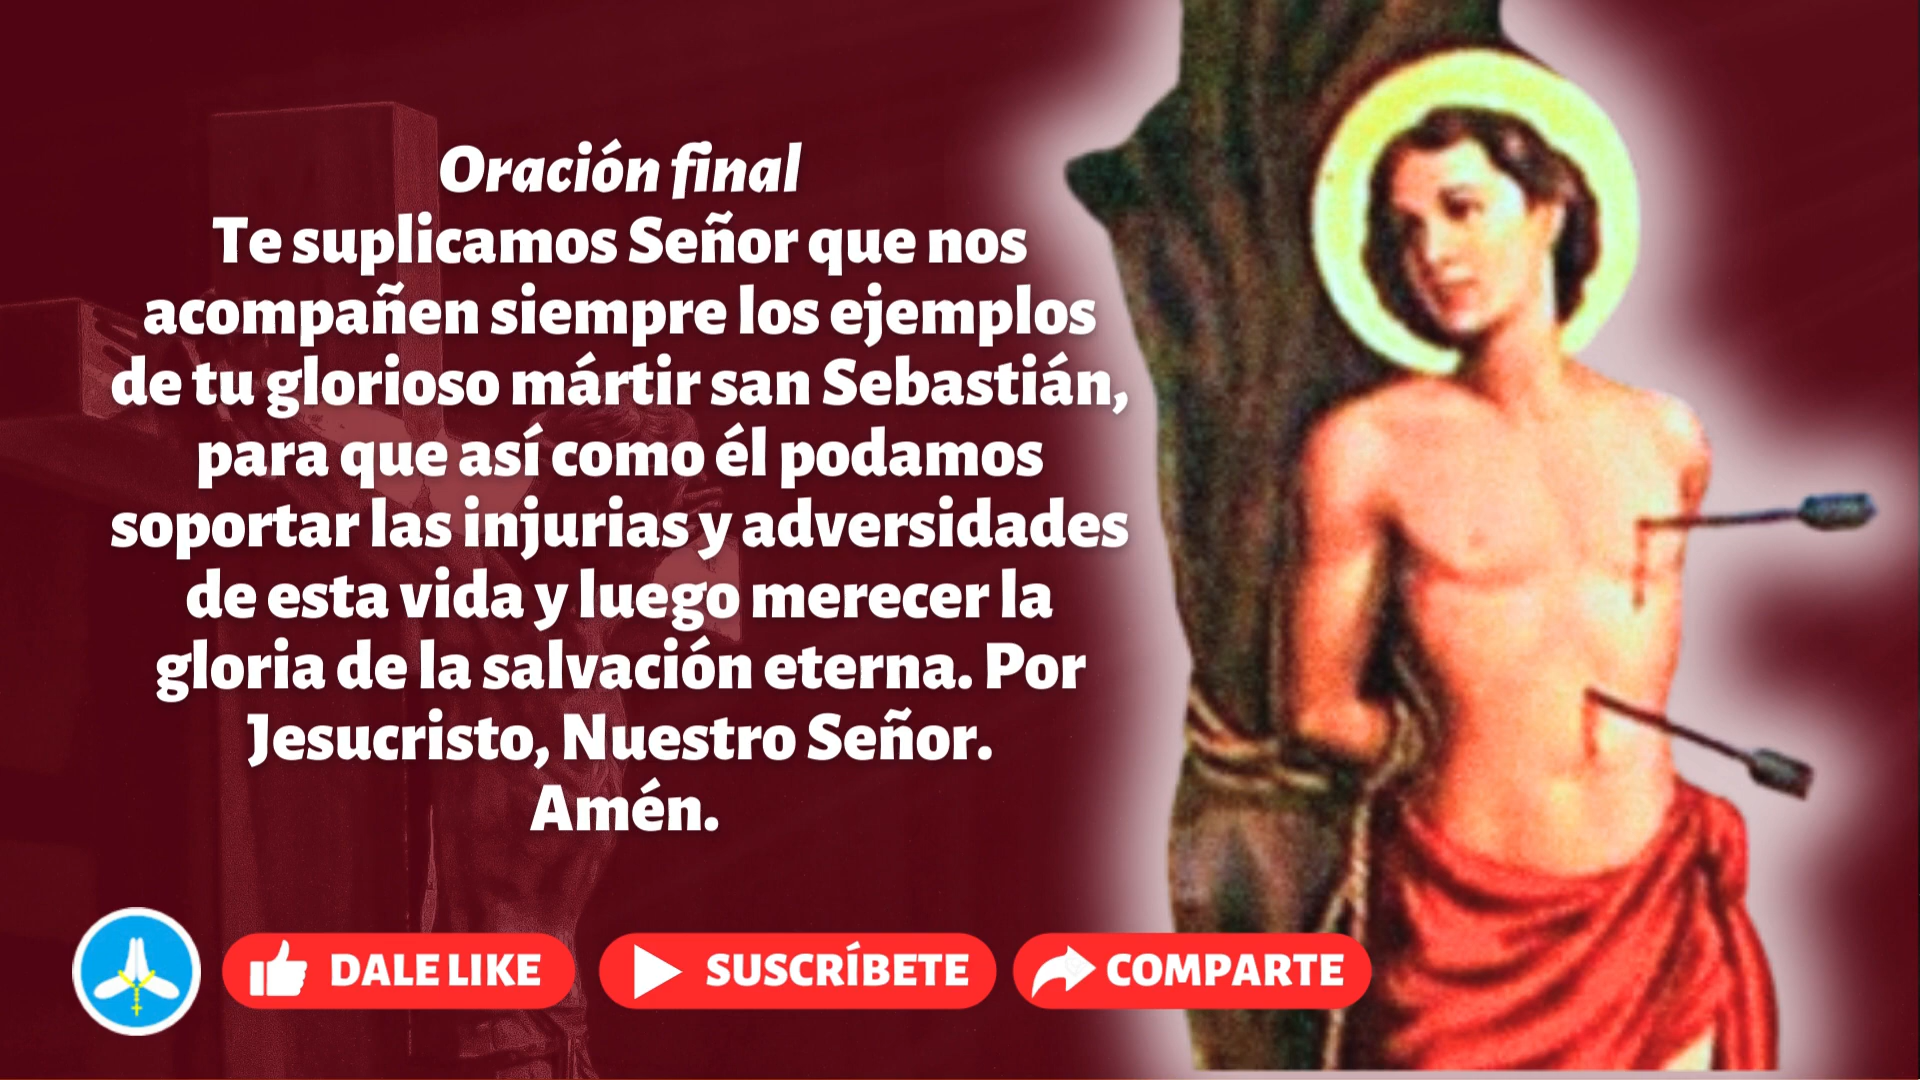 Oración final
Te suplicamos Señor que nos
acompañen siempre los ejemplos
de tu glorioso mártir san Sebastián,
para que así como él podamos
soportar las injurias y adversidades
de esta vida y luego merecer la
gloria de la salvación eterna. Por
Jesucristo, Nuestro Señor.
Amén.
DALE LIKE
SUSCRÍBETE
COMPARTE